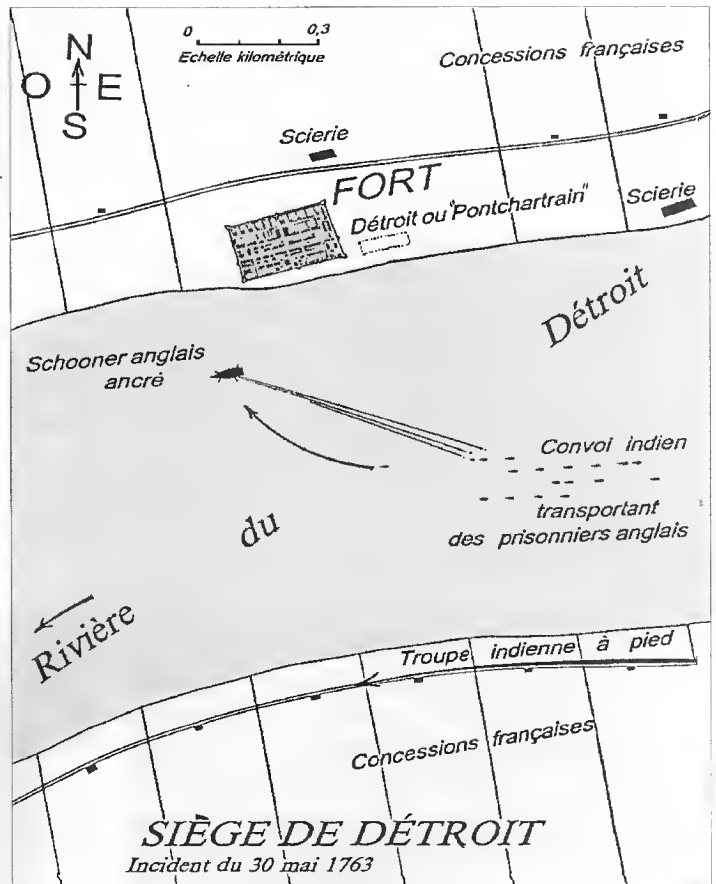 0 0,3
Echelle kilométrique
N
O E
S
Concessions françaises
Scierie
FORT
Détroit ou "Pontchartrain"
Scierie
Détroit
Schooner anglais
ancré
Convoi indien
transportant
des prisonniers anglais
du
Rivière
Troupe indienne à pied
Concessions françaises
SIÈGE DE DÉTROIT
Incident du 30 mai 1763